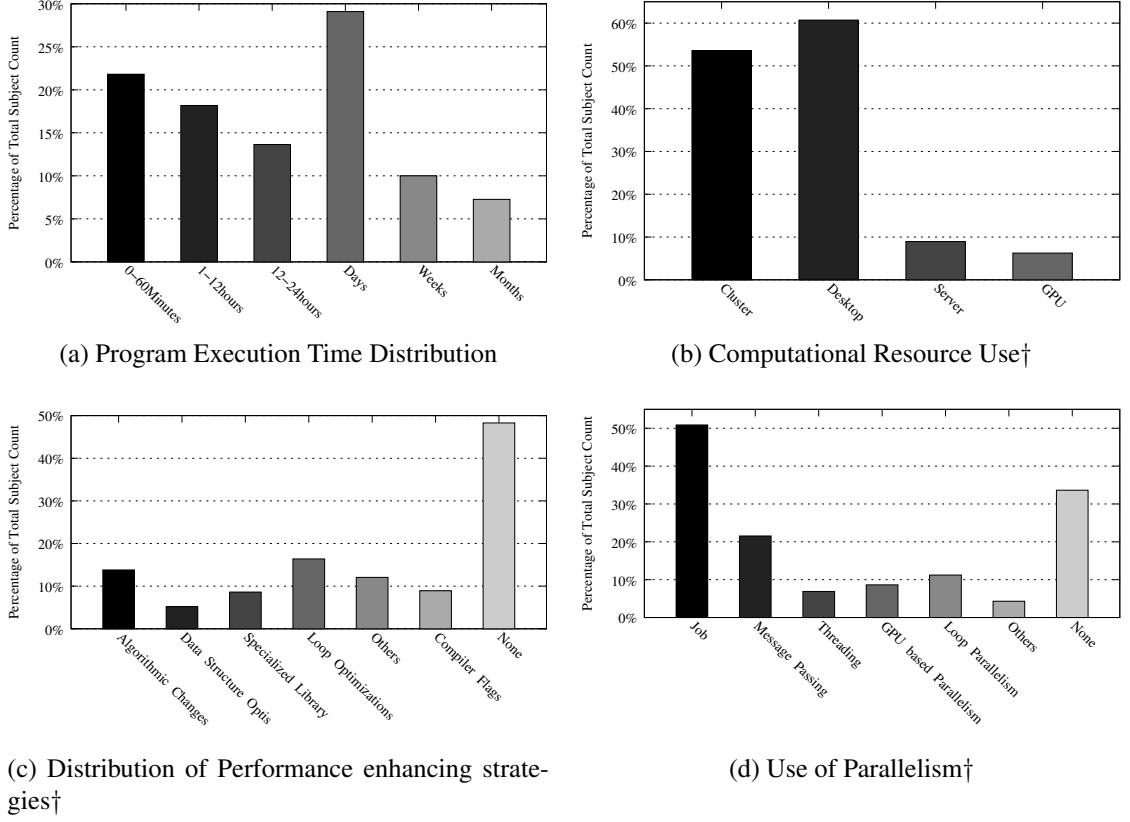 Percentage of Total Subject Count
30%
25%
20%
15%
10%
5%
0%
0−60Minutes
1−12hours
12−24hours
Days
Weeks
Months
(a) Program Execution Time Distribution
Percentage of Total Subject Count
60%
50%
40%
30%
20%
10%
0%
Cluster
Desktop
Server
GPU
(b) Computational Resource Use†
Percentage of Total Subject Count
50%
40%
30%
20%
10%
0%
Algorithmic Changes
Data Structure Optis
Specialized Library
Loop Optimizations
Others
Compiler Flags
None
(c) Distribution of Performance enhancing strate-
gies†
Percentage of Total Subject Count
50%
40%
30%
20%
10%
0%
Job
Message Passing
Threading
GPU based Parallelism
Loop Parallelism
Others
None
(d) Use of Parallelism†